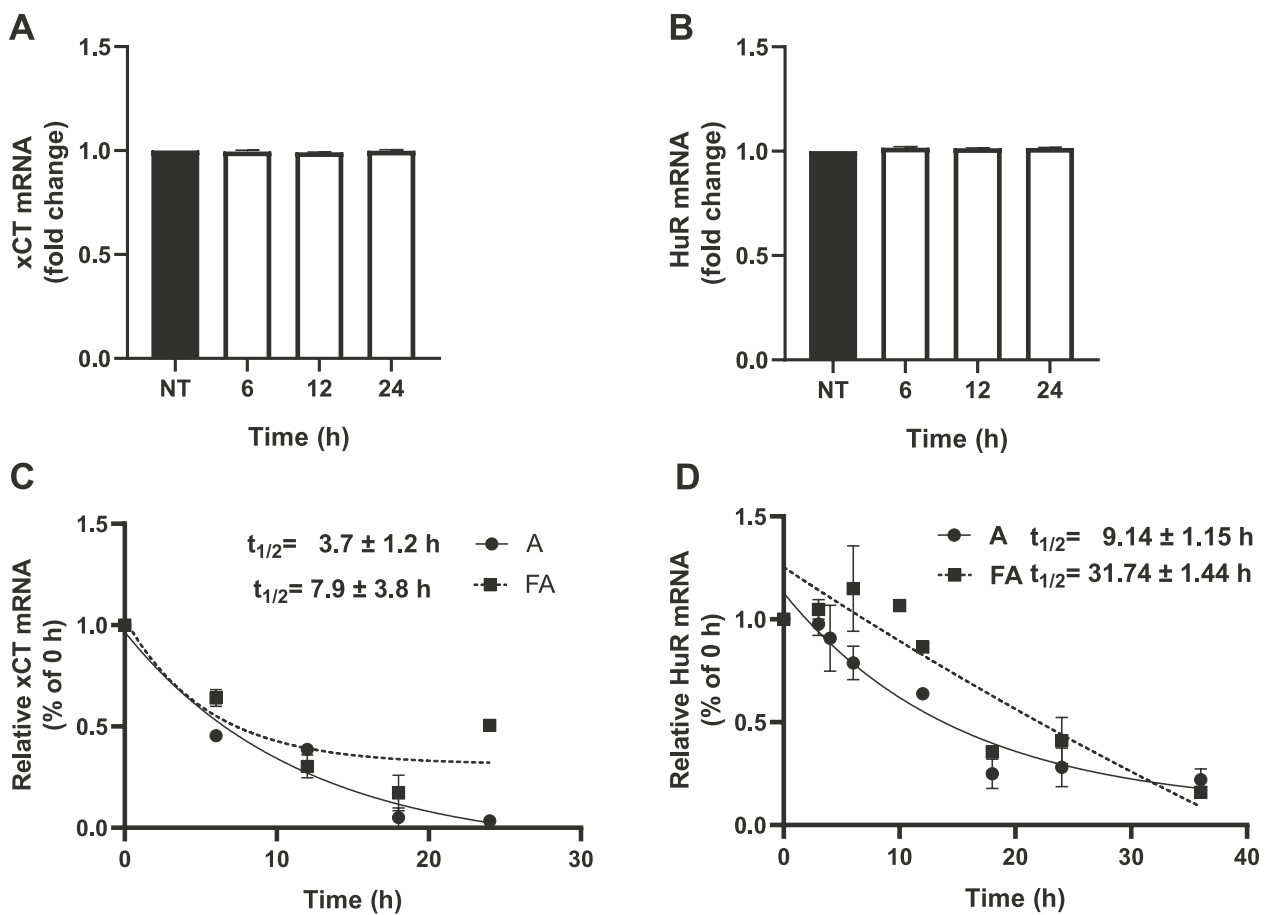 A
1.5
1.0
0.5
0.0
xCT mRNA
(fold change)
NT 6 12 24
Time (h)
B
1.5
1.0
0.5
0.0
HuR mRNA
(fold change)
NT 6 12 24
Time (h)
C
1.5
1.0
0.5
0.0
Relative xCT mRNA
(% of 0 h)
t1/2= 3.7 ± 1.2 h A
t1/2= 7.9 ± 3.8 h FA
0 10 20 30
Time (h)
D
1.5
1.0
0.5
0.0
Relative HuR mRNA
(% of 0 h)
A t1/2= 9.14 ± 1.15 h
FA t1/2= 31.74 ± 1.44 h
0 10 20 30 40
Time (h)